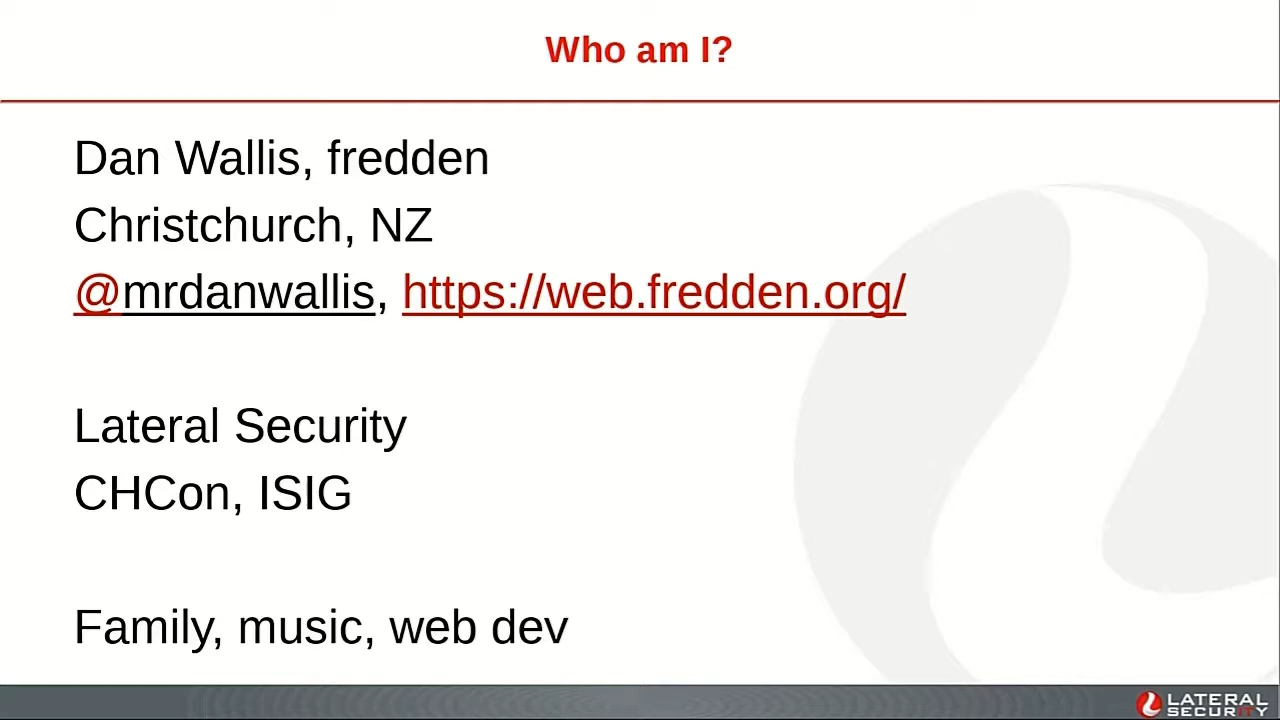 Who am I?
Dan Wallis, fredden
Christchurch, NZ
@mrdanwallis, https://web.fredden.org/
Lateral Security
CHCon, ISIG
Family, music, web dev
LATERAL
SECURITY